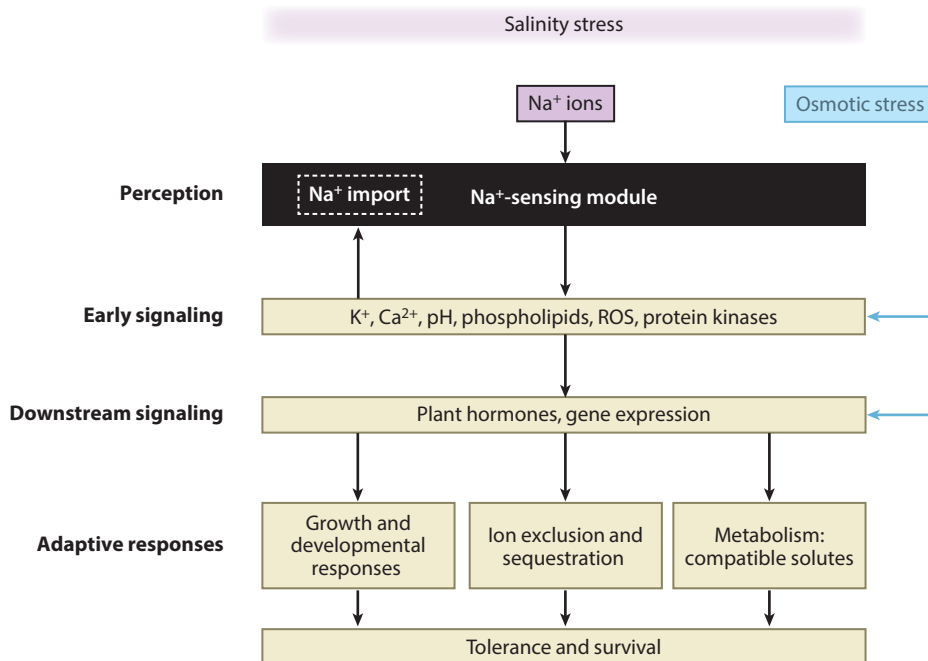 Salinity stress
Na⁺ ions
Osmotic stress
Perception
Na⁺ import
Na⁺-sensing module
Early signaling
K⁺, Ca²⁺, pH, phospholipids, ROS, protein kinases
Downstream signaling
Plant hormones, gene expression
Adaptive responses
Growth and
developmental
responses
Ion exclusion and
sequestration
Metabolism:
compatible solutes
Tolerance and survival